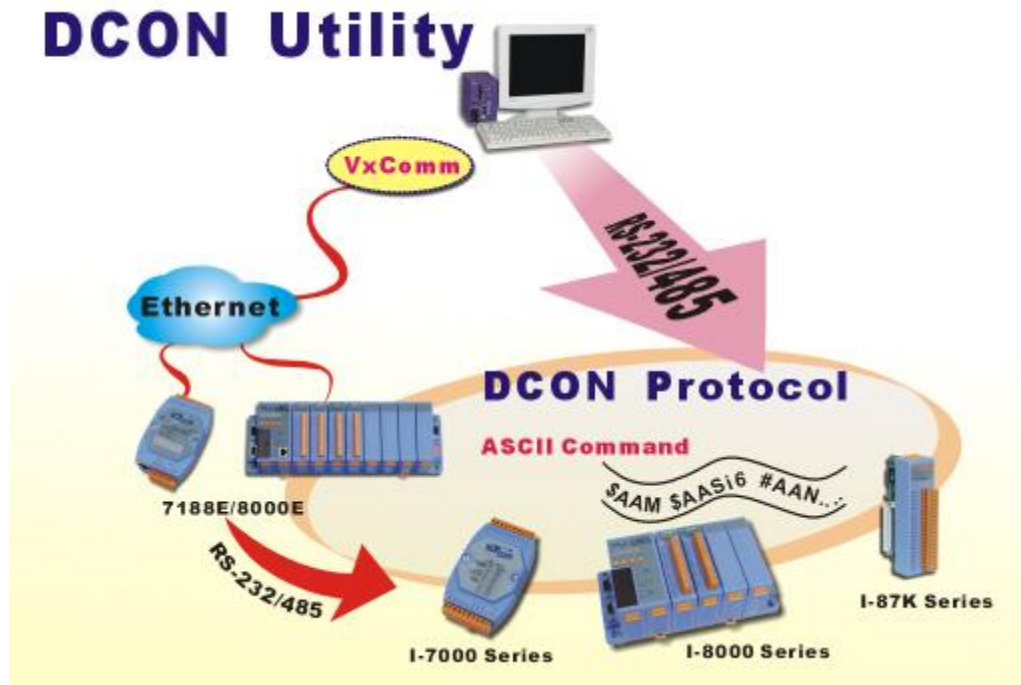 DCON Utility
VxComm
RS-232/485
Ethernet
DCON Protocol
ASCII Command
$AAM $AASi6 #AAN..:
7188E/8000E
RS-232/485
I-87K Series
I-7000 Series
I-8000 Series